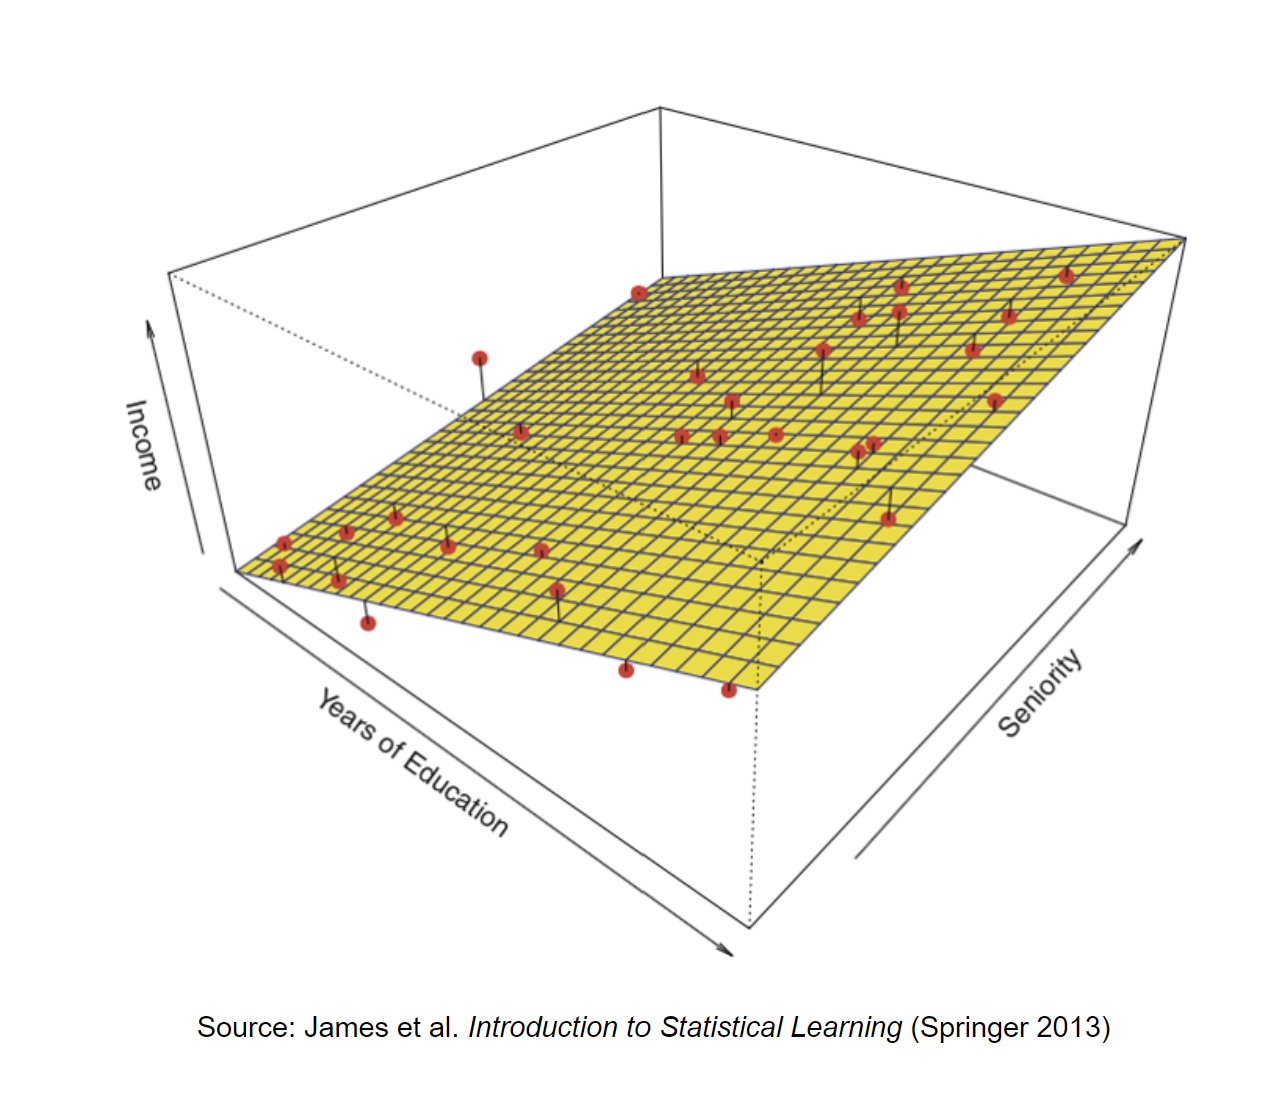 Income
Years of Education
Seniority
Source: James et al. Introduction to Statistical Learning (Springer 2013)